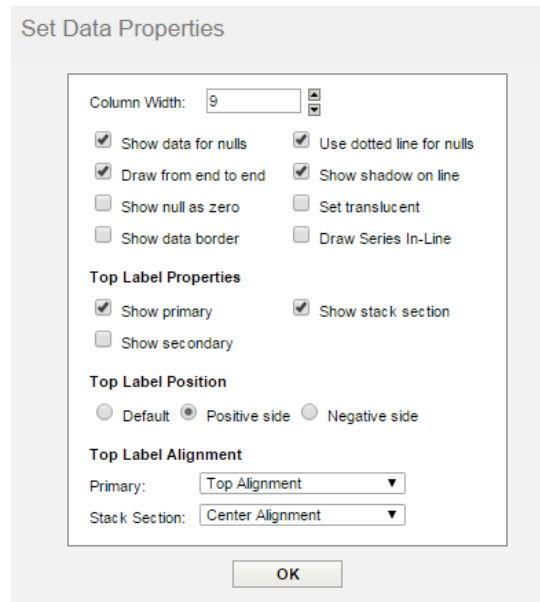 Set Data Properties
Column Width: 9
Show data for nulls Use dotted line for nulls
Draw from end to end Show shadow on line
Show null as zero Set translucent
Show data border Draw Series In-Line
Top Label Properties
Show primary Show stack section
Show secondary
Top Label Position
Default Positive side Negative side
Top Label Alignment
Primary: Top Alignment
Stack Section: Center Alignment
OK